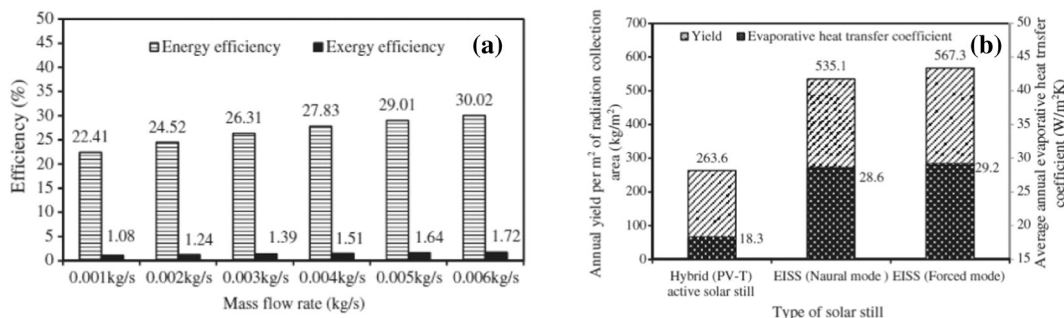 50
45
40
35
30
25
20
15
10
5
0
Efficiency (%)
Energy efficiency Exergy efficiency
(a)
22.41
24.52
26.31
27.83
29.01
30.02
1.08
1.24
1.39
1.51
1.64
1.72
0.001kg/s 0.002kg/s 0.003kg/s 0.004kg/s 0.005kg/s 0.006kg/s
Mass flow rate (kg/s)
Annual yield per m² of radiation collection
area (kg/m²)
700
600
500
400
300
200
100
0
Yield Evaporative heat transfer coefficient
(b)
263.6
535.1
567.3
18.3
28.6
29.2
50
45
40
35
30
25
20
15
Average annual evaporative heat trnsfer
coefficient (W/m²K)
Hybrid (PV-T)
active solar still
EISS (Naural mode)
EISS (Forced mode)
Type of solar still